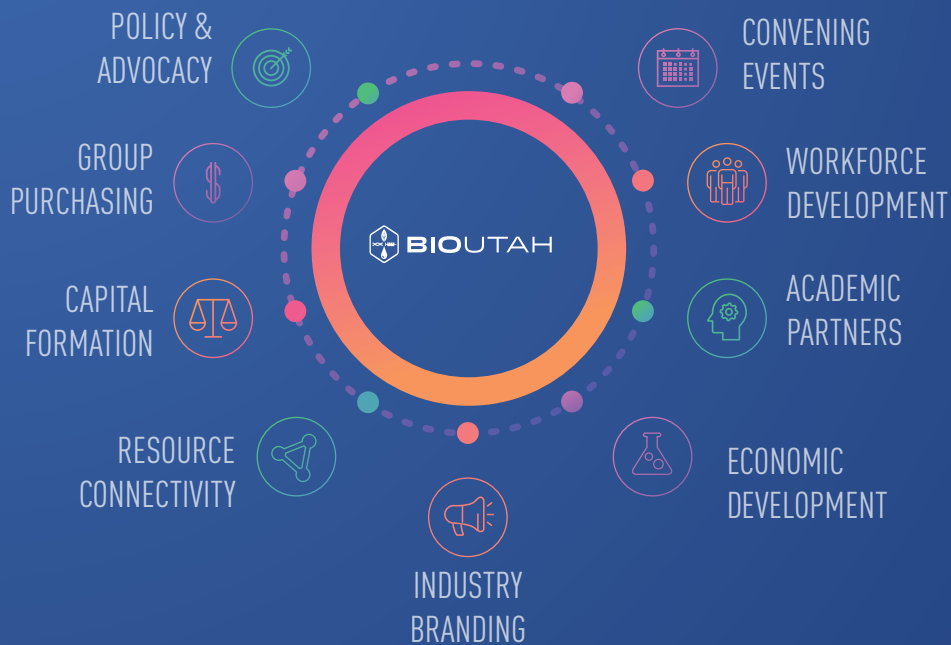 POLICY &
ADVOCACY
CONVENING
EVENTS
GROUP
PURCHASING
WORKFORCE
DEVELOPMENT
BIOUTAH
CAPITAL
FORMATION
ACADEMIC
PARTNERS
RESOURCE
CONNECTIVITY
ECONOMIC
DEVELOPMENT
INDUSTRY
BRANDING